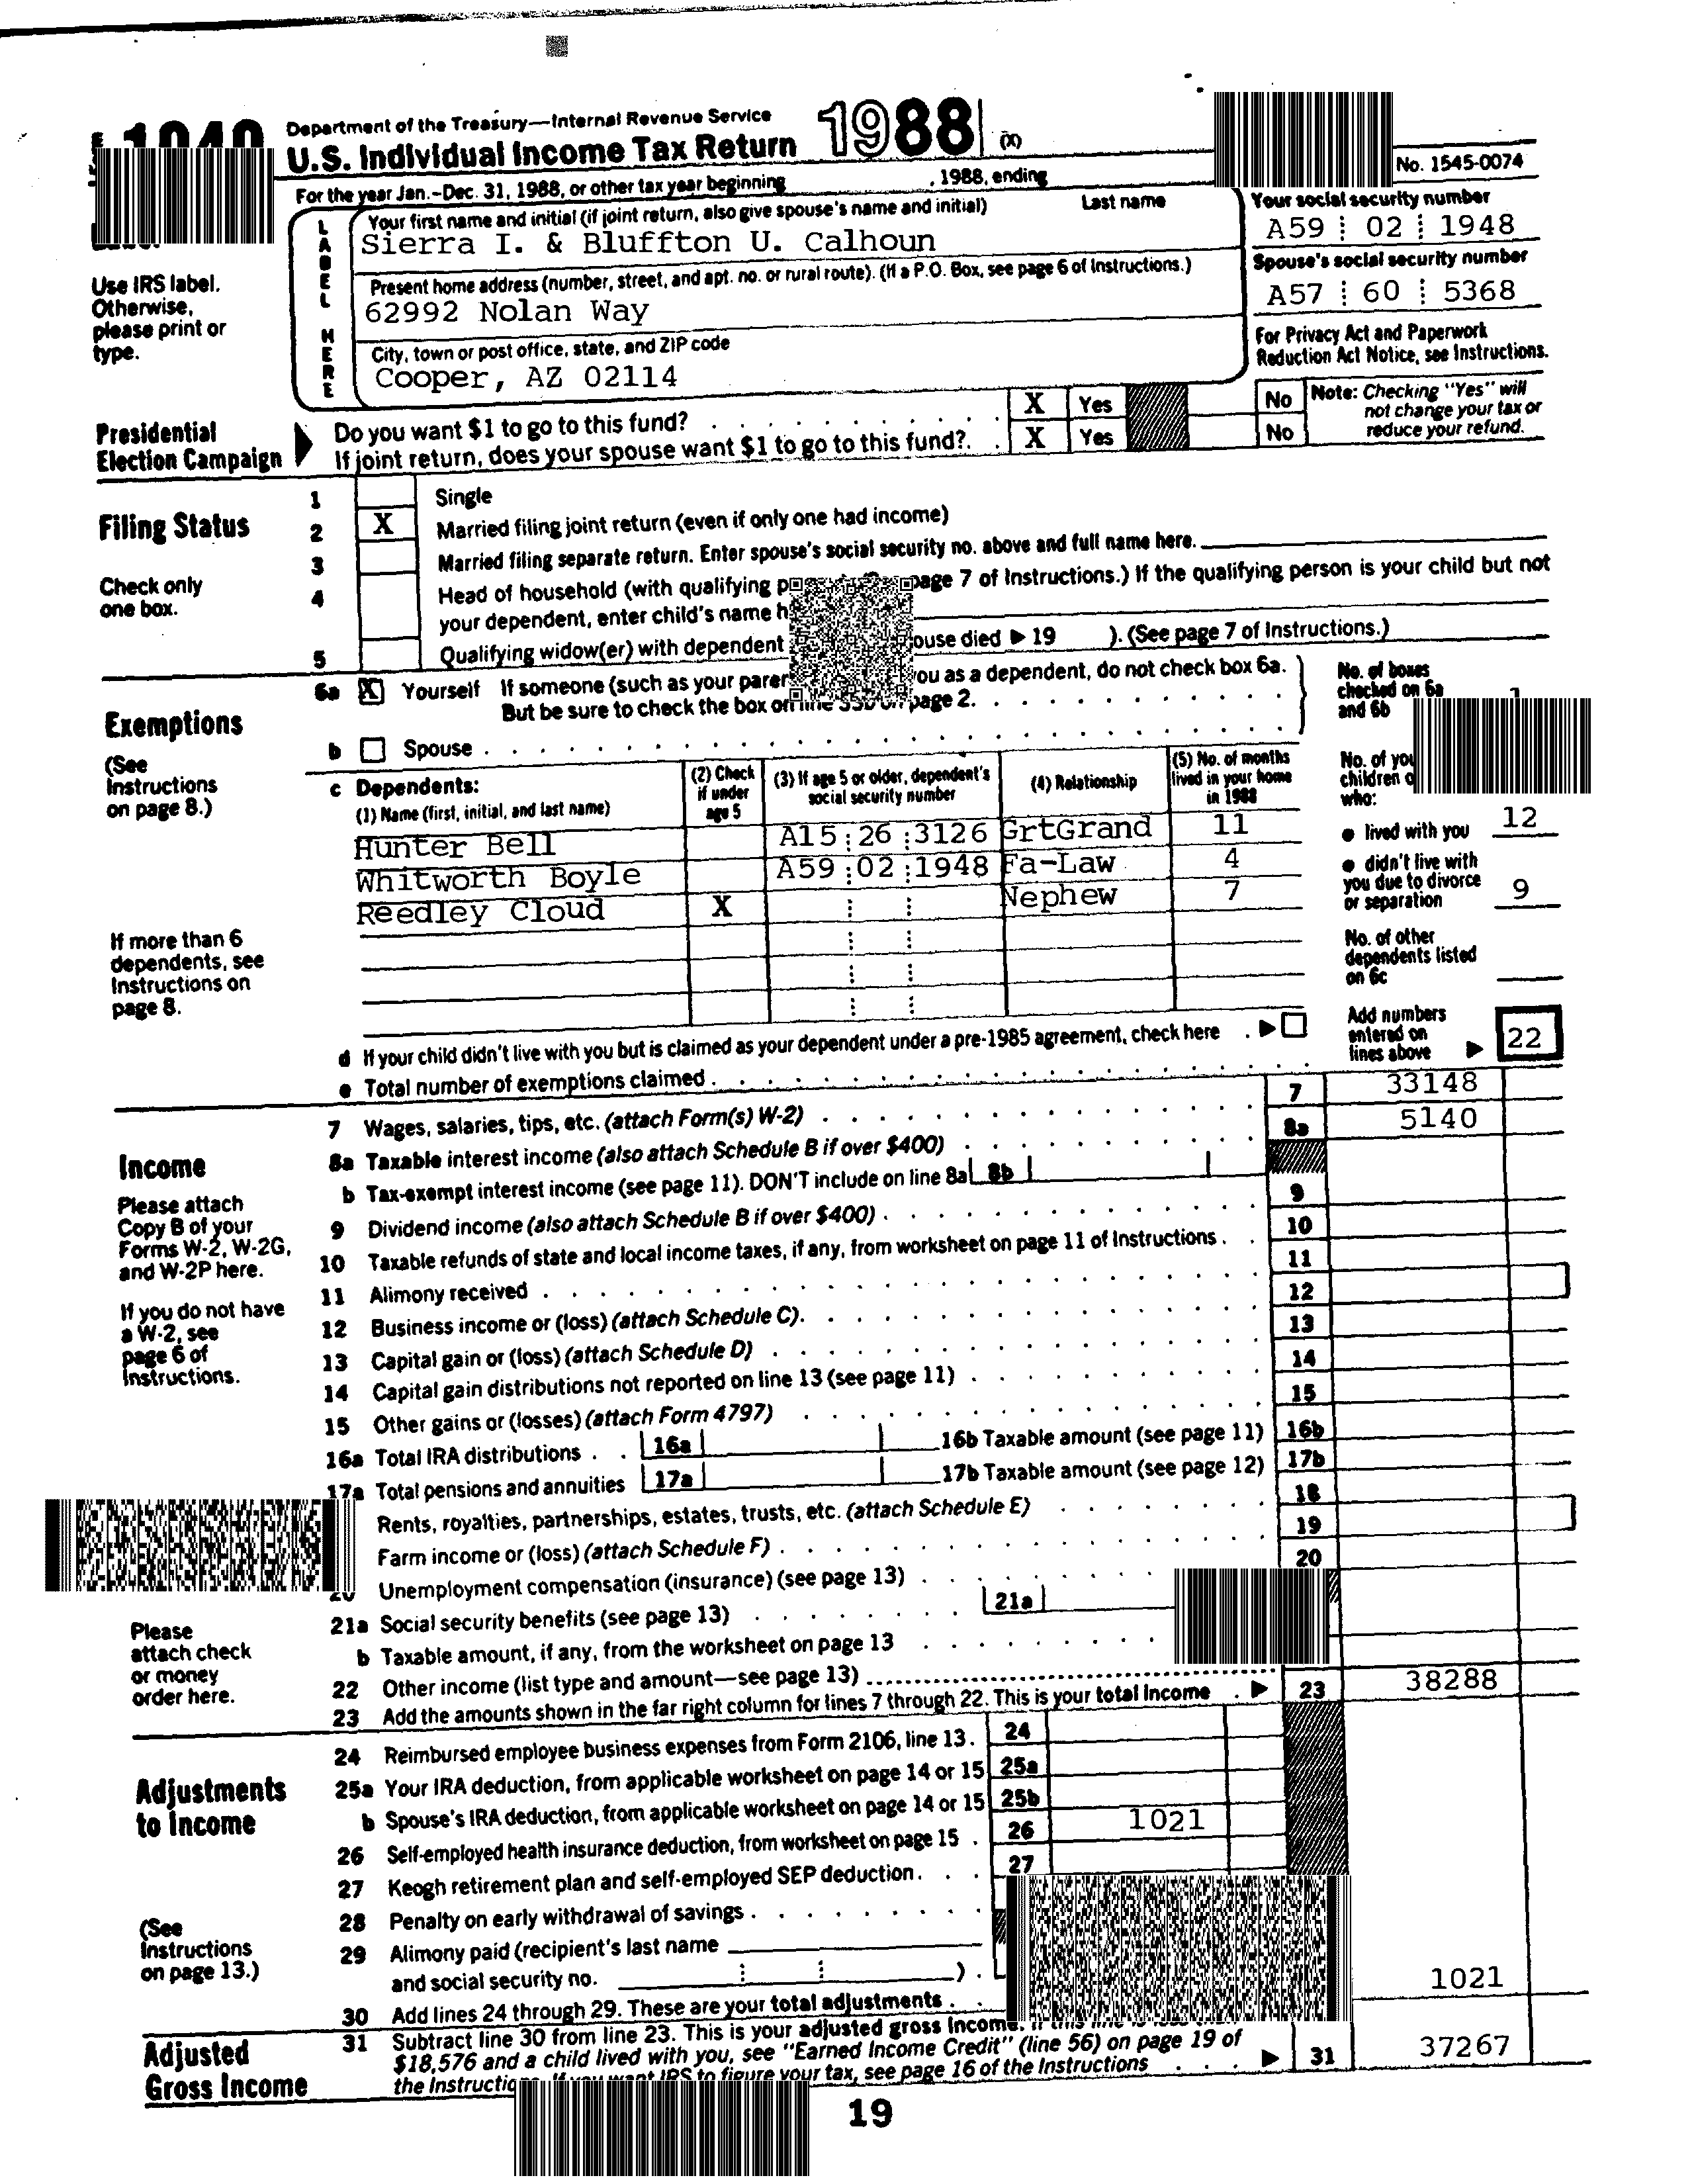 Department of the Treasury—Internal Revenue Service
U.S. Individual Income Tax Return 1988 (X)
No. 1545-0074
For the year Jan.-Dec. 31, 1988, or other tax year beginning , 1988, ending
Your first name and initial (if joint return, also give spouse's name and initial) Last name
Sierra I. & Bluffton U. Calhoun
Your social security number
A59 02 1948
Present home address (number, street, and apt. no. or rural route). (If a P.O. Box, see page 6 of Instructions.)
62992 Nolan Way
Spouse's social security number
A57 60 5368
City, town or post office, state, and ZIP code
Cooper, AZ 02114
For Privacy Act and Paperwork
Reduction Act Notice, see Instructions.
LABEL HERE
Use IRS label.
Otherwise,
please print or
type.
Presidential
Election Campaign
Do you want $1 to go to this fund? X Yes No
If joint return, does your spouse want $1 to go to this fund? X Yes No
Note: Checking "Yes" will
not change your tax or
reduce your refund.
Filing Status
Check only
one box.
1 Single
2 X Married filing joint return (even if only one had income)
3 Married filing separate return. Enter spouse's social security no. above and full name here.
4 Head of household (with qualifying page 7 of Instructions.) If the qualifying person is your child but not
your dependent, enter child's name
5 Qualifying widow(er) with dependent died ▶ 19 ). (See page 7 of Instructions.)
Exemptions
(See
Instructions
on page 8.)
6a X Yourself If someone (such as your you as a dependent, do not check box 6a.
But be sure to check the box on line page 2.
b Spouse
No. of boxes
checked on 6a
and 6b
c Dependents:
(1) Name (first, initial, and last name)
(2) Check
if under
age 5
(3) If age 5 or older, dependent's
social security number
(4) Relationship
(5) No. of months
lived in your home
in 1988
Hunter Bell A15 26 3126 GrtGrand 11
Whitworth Boyle A59 02 1948 Fa-Law 4
Reedley Cloud X Nephew 7
No. of
children
who:
● lived with you 12
● didn't live with
you due to divorce
or separation 9
No. of other
dependents listed
on 6c
If more than 6
dependents, see
Instructions on
page 8.
d If your child didn't live with you but is claimed as your dependent under a pre-1985 agreement, check here ▶
e Total number of exemptions claimed
Add numbers
entered on
lines above ▶ 22
Income
Please attach
Copy B of your
Forms W-2, W-2G,
and W-2P here.
If you do not have
a W-2, see
page 6 of
Instructions.
7 Wages, salaries, tips, etc. (attach Form(s) W-2) 7 33148
8a Taxable interest income (also attach Schedule B if over $400) 8a 5140
b Tax-exempt interest income (see page 11). DON'T include on line 8a 8b
9 Dividend income (also attach Schedule B if over $400) 9
10 Taxable refunds of state and local income taxes, if any, from worksheet on page 11 of Instructions 10
11 Alimony received 11
12 Business income or (loss) (attach Schedule C) 12
13 Capital gain or (loss) (attach Schedule D) 13
14 Capital gain distributions not reported on line 13 (see page 11) 14
15 Other gains or (losses) (attach Form 4797) 15
16a Total IRA distributions 16a 16b Taxable amount (see page 11) 16b
17a Total pensions and annuities 17a 17b Taxable amount (see page 12) 17b
Rents, royalties, partnerships, estates, trusts, etc. (attach Schedule E) 18
Farm income or (loss) (attach Schedule F) 19
20 Unemployment compensation (insurance) (see page 13) 20
21a Social security benefits (see page 13) 21a
b Taxable amount, if any, from the worksheet on page 13
22 Other income (list type and amount—see page 13)
23 Add the amounts shown in the far right column for lines 7 through 22. This is your total income ▶ 23 38288
Please
attach check
or money
order here.
Adjustments
to Income
(See
Instructions
on page 13.)
24 Reimbursed employee business expenses from Form 2106, line 13 24
25a Your IRA deduction, from applicable worksheet on page 14 or 15 25a
b Spouse's IRA deduction, from applicable worksheet on page 14 or 15 25b
26 Self-employed health insurance deduction, from worksheet on page 15 26 1021
27 Keogh retirement plan and self-employed SEP deduction 27
28 Penalty on early withdrawal of savings
29 Alimony paid (recipient's last name
and social security no. )
30 Add lines 24 through 29. These are your total adjustments 1021
Adjusted
Gross Income
31 Subtract line 30 from line 23. This is your adjusted gross income.
$18,576 and a child lived with you, see "Earned Income Credit" (line 56) on page 19 of
the IRS to figure your tax, see page 16 of the Instructions ▶ 31 37267
19